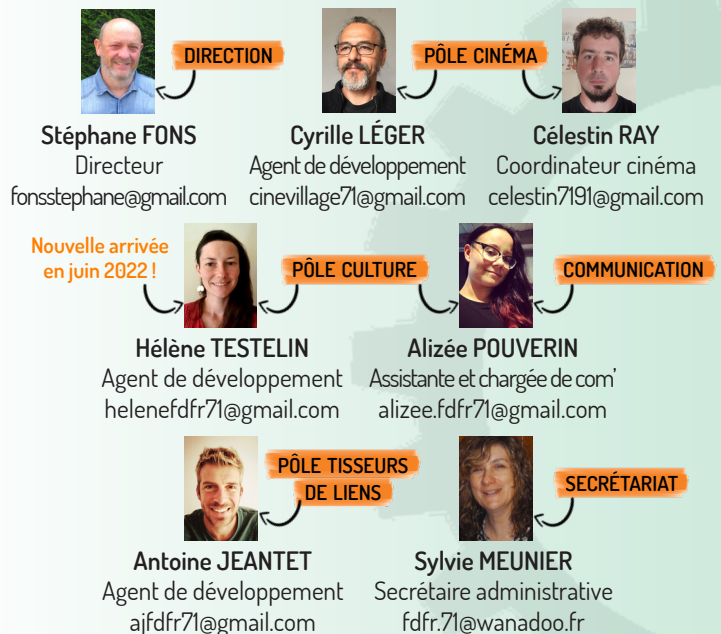 DIRECTION
PÔLE CINÉMA
Stéphane FONS
Directeur
fonsstephane@gmail.com
Cyrille LÉGER
Agent de développement
cinevillage71@gmail.com
Célestin RAY
Coordinateur cinéma
celestin7191@gmail.com
Nouvelle arrivée
en juin 2022 !
PÔLE CULTURE
COMMUNICATION
Hélène TESTELIN
Agent de développement
helenefdfr71@gmail.com
Alizée POUVERIN
Assistante et chargée de com’
alizee.fdfr71@gmail.com
PÔLE TISSEURS
DE LIENS
SECRÉTARIAT
Antoine JEANTET
Agent de développement
ajfdfr71@gmail.com
Sylvie MEUNIER
Secrétaire administrative
fdfr.71@wanadoo.fr